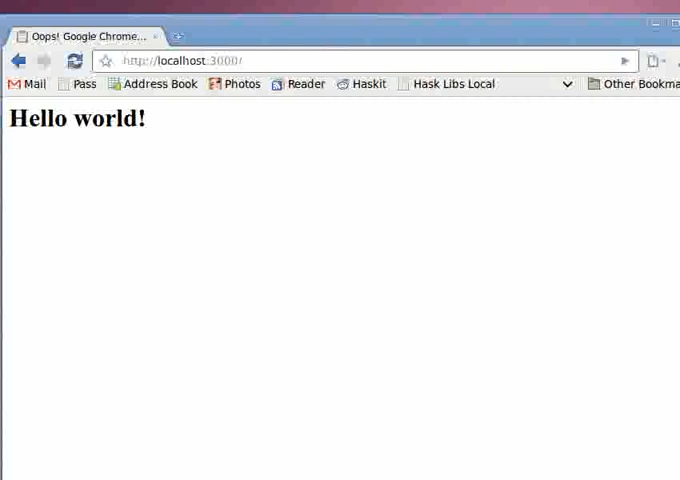 Oops! Google Chrome...
http://localhost:3000/
Mail Pass Address Book Photos Reader Haskit Hask Libs Local Other Bookma
Hello world!